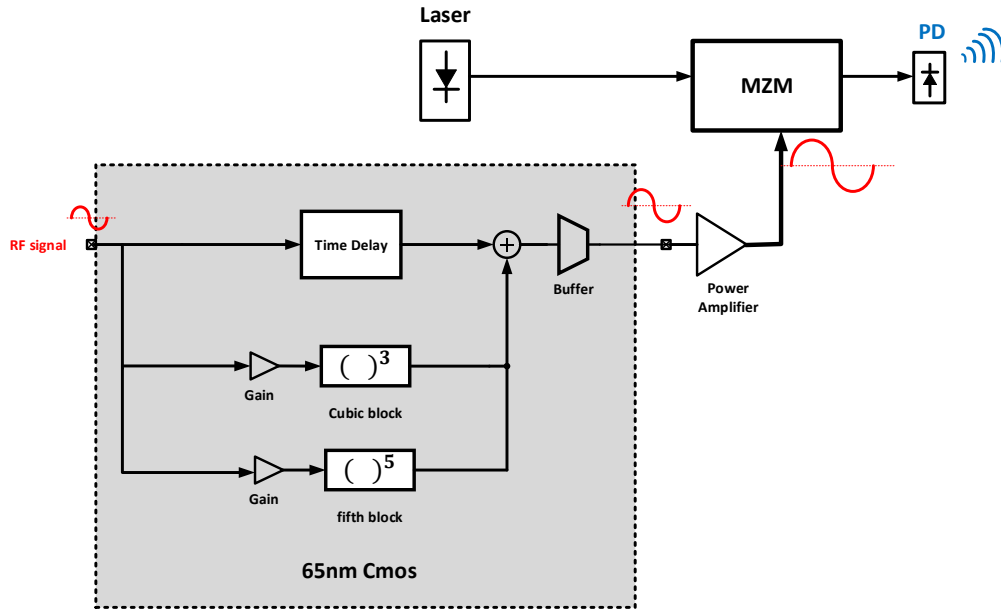 Laser
PD
MZM
RF signal
Time Delay
+
Buffer
Power
Amplifier
Gain
( )³
Cubic block
Gain
( )⁵
fifth block
65nm Cmos